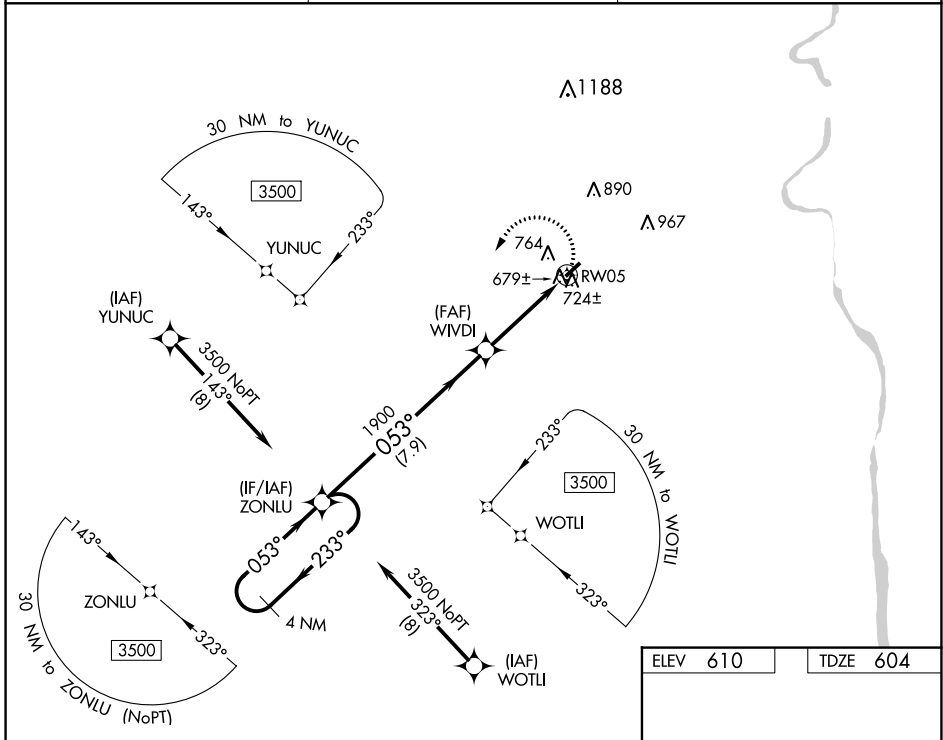 1188
30 NM to YUNUC
3500
143°
233°
YUNUC
890
967
764
679±
RW05
724±
(IAF)
YUNUC
3500 NoPT
143°
(8)
(FAF)
WIVDI
1900
053°
(7.9)
(IF/IAF)
ZONLU
053°
233°
4 NM
233°
30 NM to WOTLI
3500
WOTLI
323°
143°
ZONLU
3500
323°
30 NM to ZONLU (NoPT)
3500 NoPT
323°
(8)
(IAF)
WOTLI
ELEV 610
TDZE 604